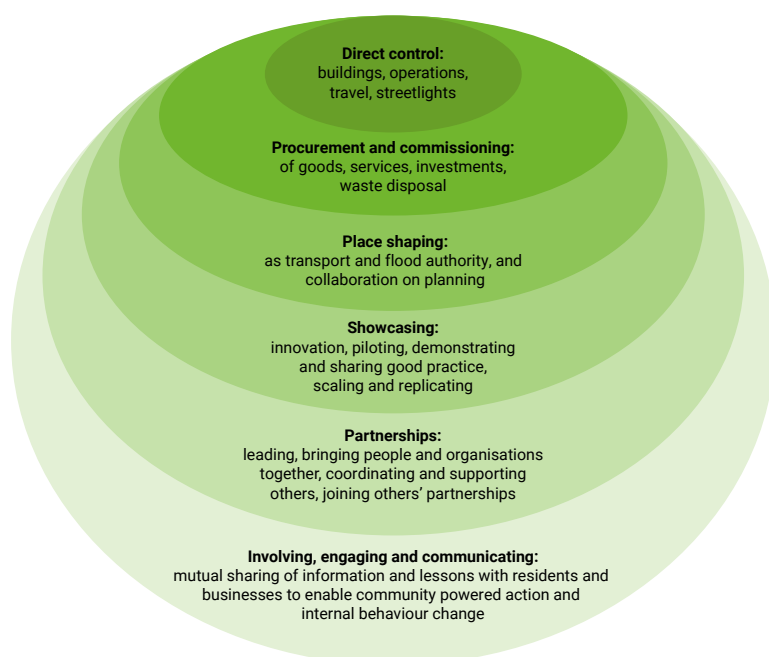 Direct control:
buildings, operations,
travel, streetlights
Procurement and commissioning:
of goods, services, investments,
waste disposal
Place shaping:
as transport and flood authority, and
collaboration on planning
Showcasing:
innovation, piloting, demonstrating
and sharing good practice,
scaling and replicating
Partnerships:
leading, bringing people and organisations
together, coordinating and supporting
others, joining others’ partnerships
Involving, engaging and communicating:
mutual sharing of information and lessons with residents and
businesses to enable community powered action and
internal behaviour change